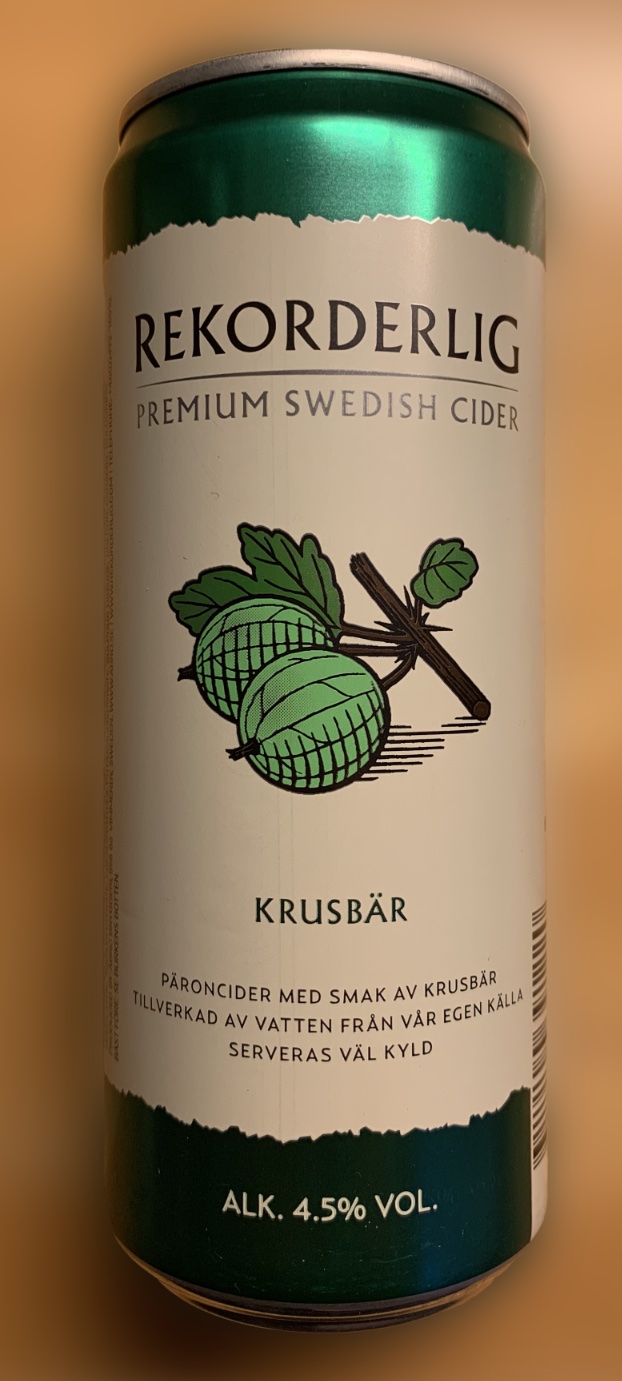 REKORDERLIG
PREMIUM SWEDISH CIDER
KRUSBÄR
PÄRONCIDER MED SMAK AV KRUSBÄR
TILLVERKAD AV VATTEN FRÅN VÅR EGEN KÄLLA
SERVERAS VÄL KYLD
ALK. 4.5% VOL.